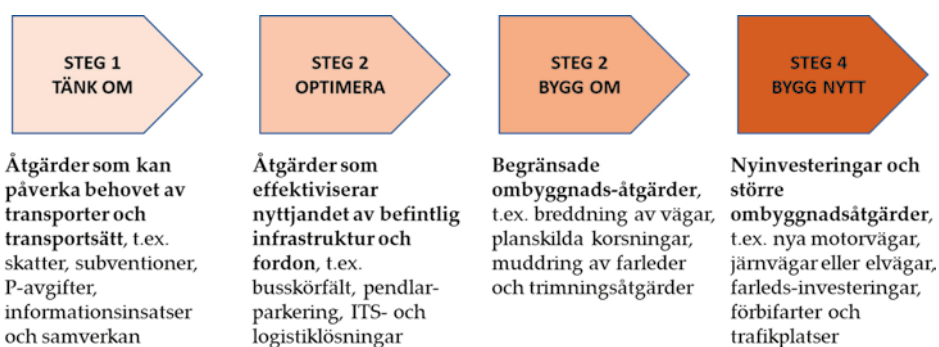 STEG 1
TÄNK OM
Åtgärder som kan
påverka behovet av
transporter och
transportsätt, t.ex.
skatter, subventioner,
P-avgifter,
informationsinsatser
och samverkan
STEG 2
OPTIMERA
Åtgärder som
effektiviserar
nyttjandet av befintlig
infrastruktur och
fordon, t.ex.
busskörfält, pendlar-
parkering, ITS- och
logistiklösningar
STEG 2
BYGG OM
Begränsade
ombyggnads-åtgärder,
t.ex. breddning av vägar,
planskilda korsningar,
muddring av farleder
och trimningsåtgärder
STEG 4
BYGG NYTT
Nyinvesteringar och
större
ombyggnadsåtgärder,
t.ex. nya motorvägar,
järnvägar eller elvägar,
farleds-investeringar,
förbifarter och
trafikplatser